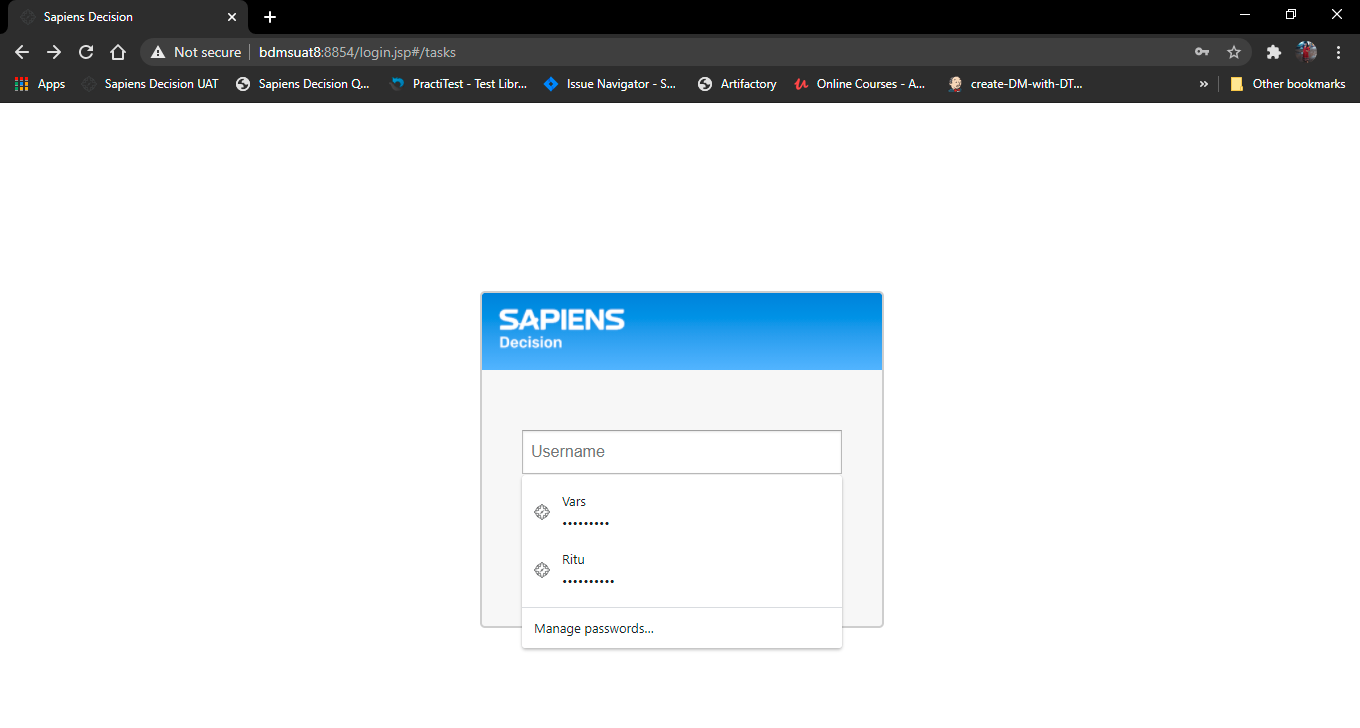 Sapiens Decision
Not secure bdmsuat8:8854/login.jsp#/tasks
Apps Sapiens Decision UAT Sapiens Decision Q... PractiTest - Test Libr... Issue Navigator - S... Artifactory Online Courses - A... create-DM-with-DT... » Other bookmarks
SAPIENS
Decision
Username
Vars
•••••••••
Ritu
••••••••••
Manage passwords...